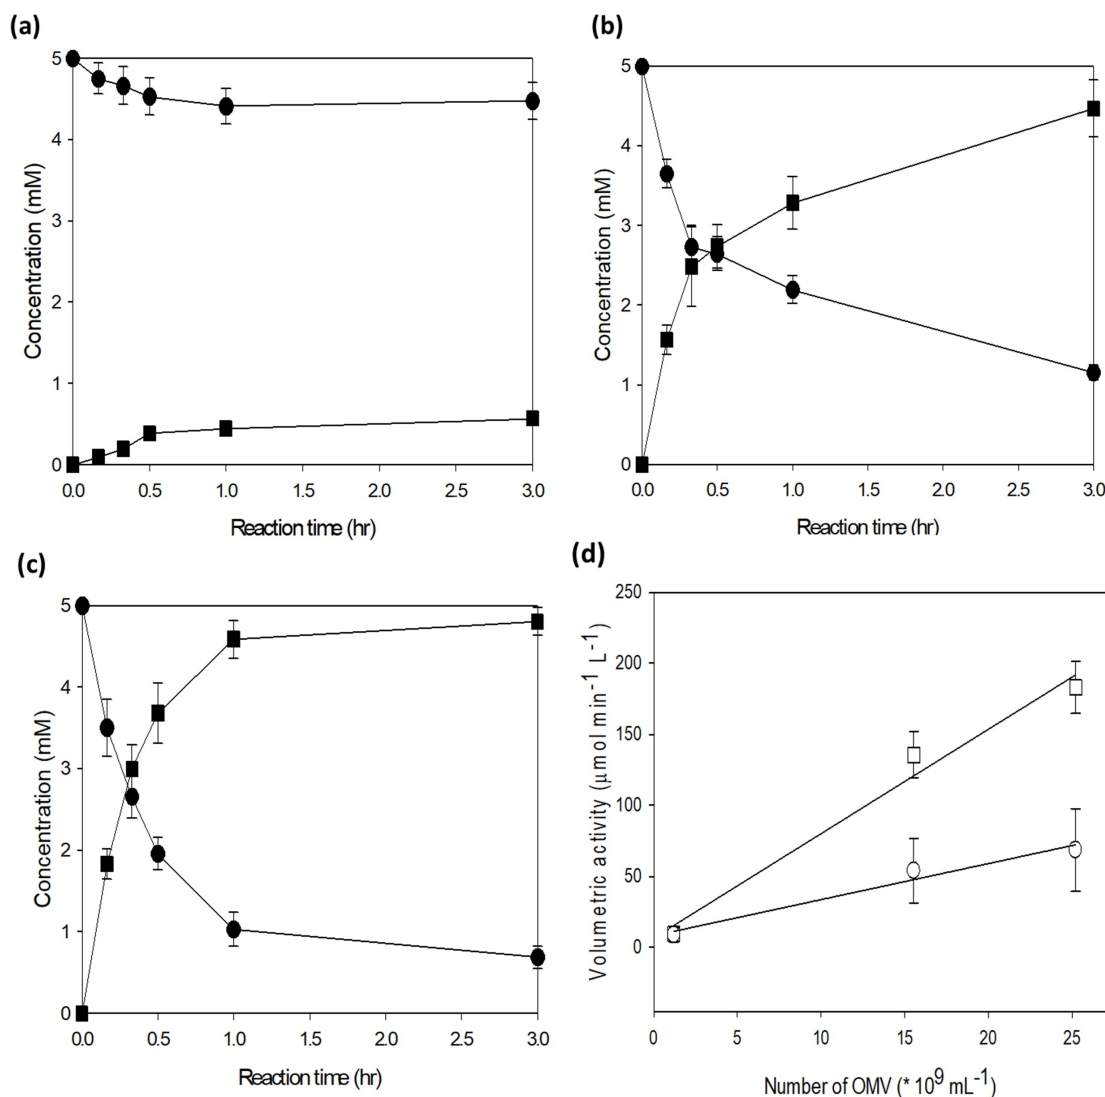 (a)
5
4
3
2
1
0
Concentration (mM)
0.0 0.5 1.0 1.5 2.0 2.5 3.0
Reaction time (hr)
(b)
5
4
3
2
1
0
Concentration (mM)
0.0 0.5 1.0 1.5 2.0 2.5 3.0
Reaction time (hr)
(c)
5
4
3
2
1
0
Concentration (mM)
0.0 0.5 1.0 1.5 2.0 2.5 3.0
Reaction time (hr)
(d)
250
200
150
100
50
0
Volumetric activity (µmol min⁻¹ L⁻¹)
0 5 10 15 20 25
Number of OMV (* 10⁹ mL⁻¹)